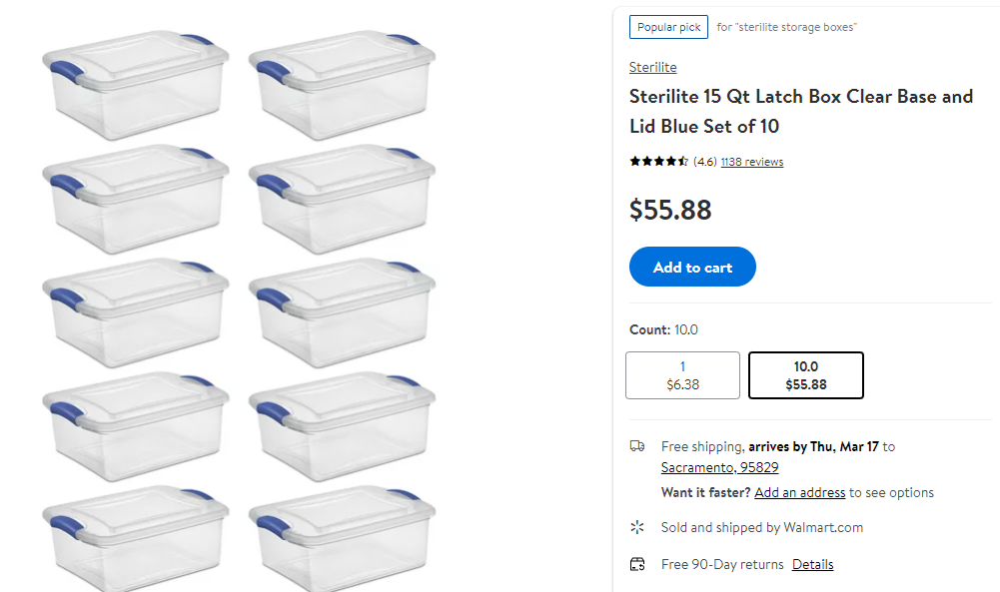 Popular pick for "sterilite storage boxes"
Sterilite
Sterilite 15 Qt Latch Box Clear Base and
Lid Blue Set of 10
(4.6) 1138 reviews
$55.88
Add to cart
Count: 10.0
1
$6.38
10.0
$55.88
Free shipping, arrives by Thu, Mar 17 to
Sacramento, 95829
Want it faster? Add an address to see options
Sold and shipped by Walmart.com
Free 90-Day returns Details